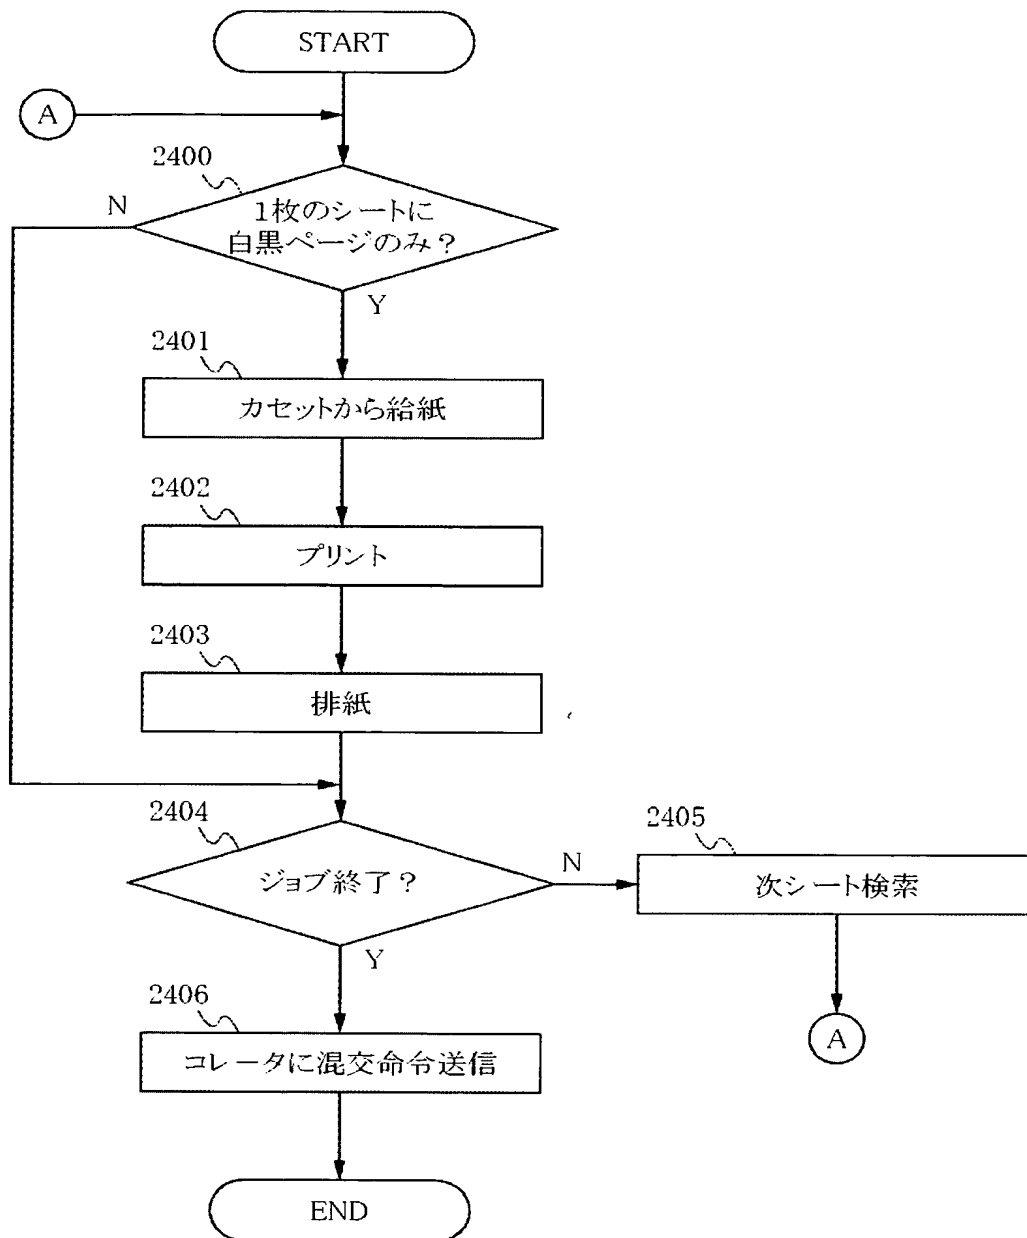 START
A
2400
N
1枚のシートに
白黒ページのみ?
Y
2401
カセットから給紙
2402
プリント
2403
排紙
2404
ジョブ終了?
N
2405
次シート検索
Y
A
2406
コレータに混交命令送信
END